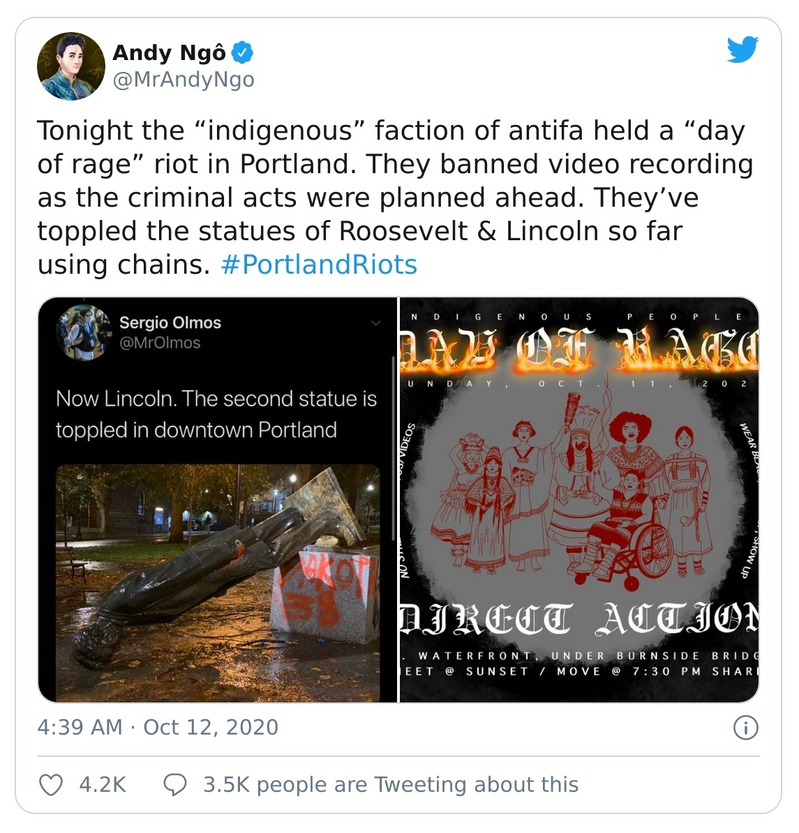 Andy Ngô
@MrAndyNgo
Tonight the “indigenous” faction of antifa held a “day
of rage” riot in Portland. They banned video recording
as the criminal acts were planned ahead. They’ve
toppled the statues of Roosevelt & Lincoln so far
using chains. #PortlandRiots
Sergio Olmos
@MrOlmos
Now Lincoln. The second statue is
toppled in downtown Portland
NDIGENOUS PEOPLE
DAY OF RAGE
UNDAY, OCT. 11, 202
/VIDEOS
WEAR
SHOW UP
DIRECT ACTION
. WATERFRONT, UNDER BURNSIDE BRIDG
EET @ SUNSET / MOVE @ 7:30 PM SHAR
4:39 AM · Oct 12, 2020
4.2K
3.5K people are Tweeting about this